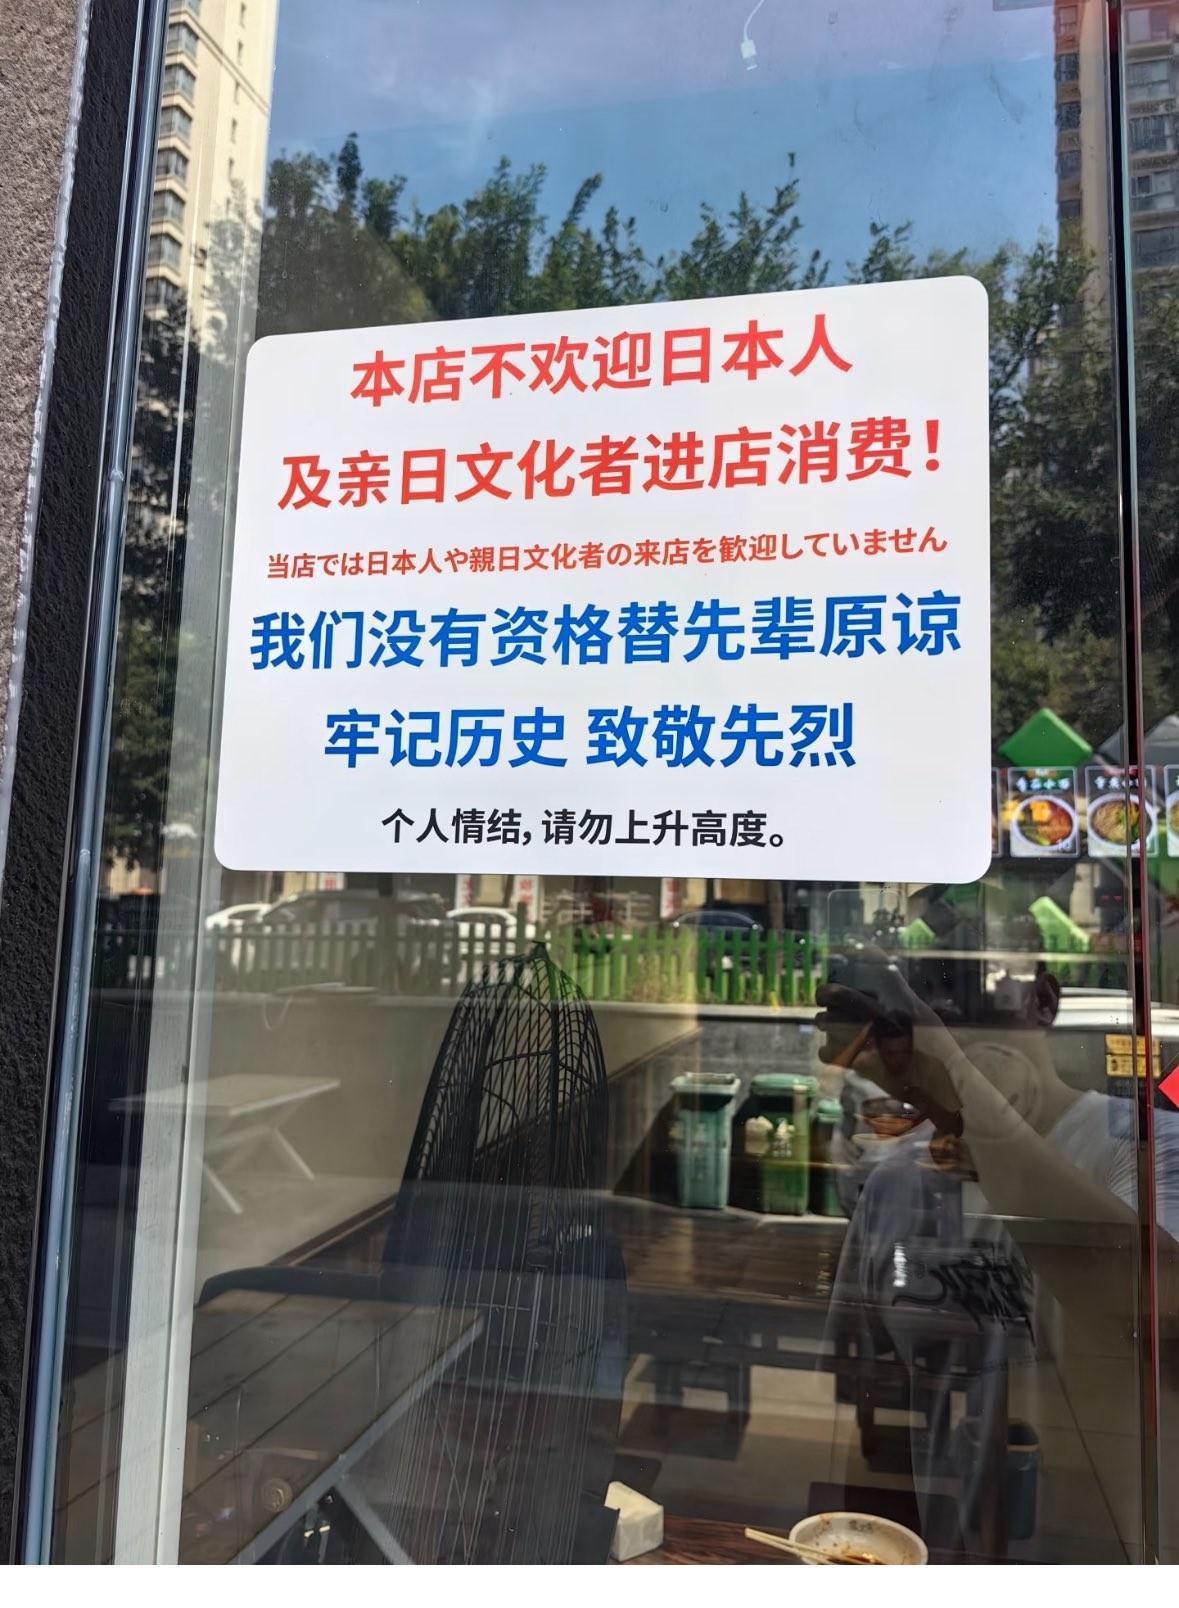 本店不欢迎日本人
及亲日文化者进店消费！
当店では日本人や親日文化者の来店を歓迎していません
我们没有资格替先辈原谅
牢记历史 致敬先烈
个人情结，请勿上升高度。